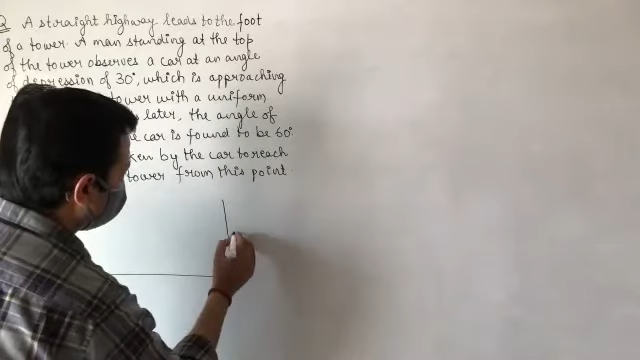 Q A straight highway leads to the foot
of a tower. A man standing at the top
of the tower observes a car at an angle
of depression of 30°, which is approaching
tower with a uniform
later, the angle of
car is found to be 60°
by the car to reach
tower from this point.